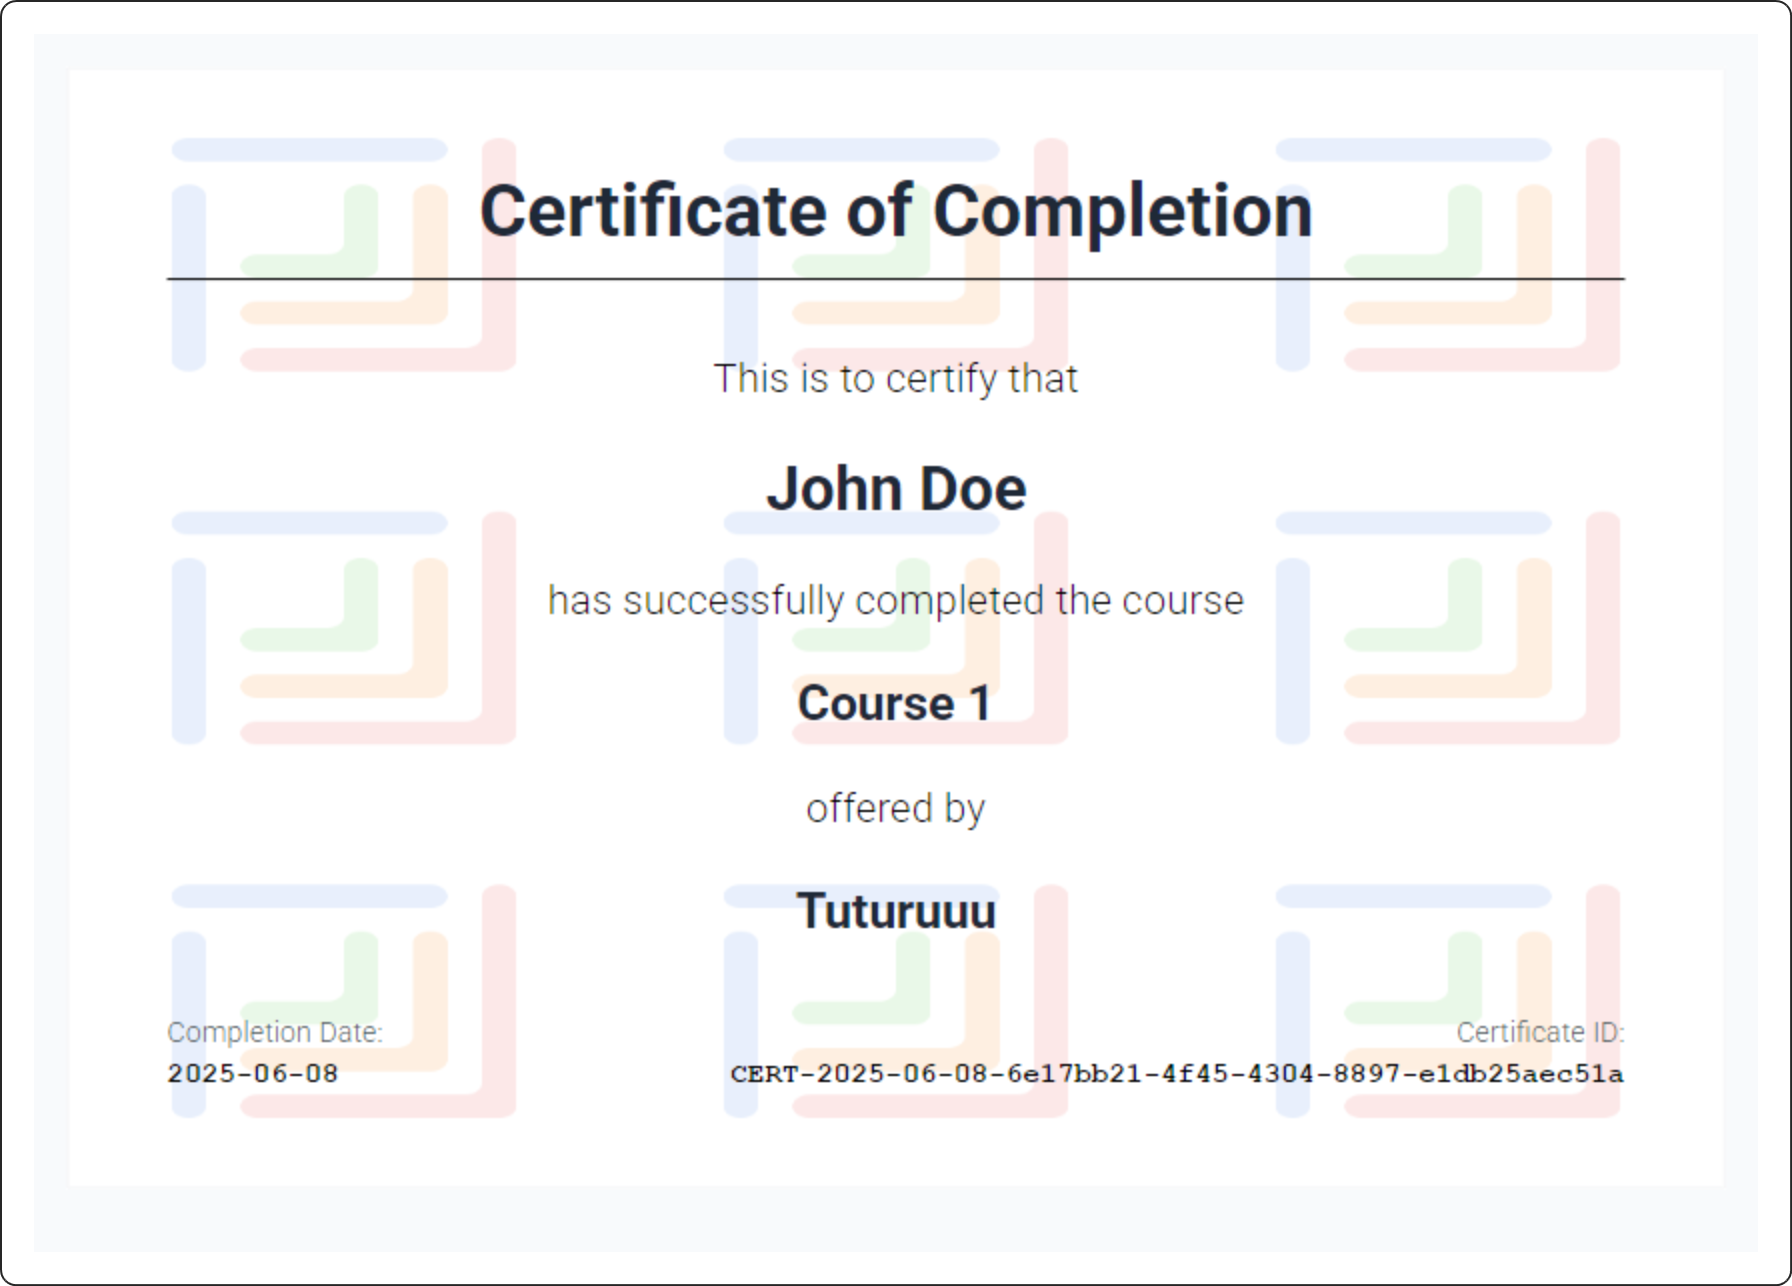 Certificate of Completion
This is to certify that
John Doe
has successfully completed the course
Course 1
offered by
Tuturuuu
Completion Date:
2025-06-08
Certificate ID:
CERT-2025-06-08-6e17bb21-4f45-4304-8897-e1db25aec51a